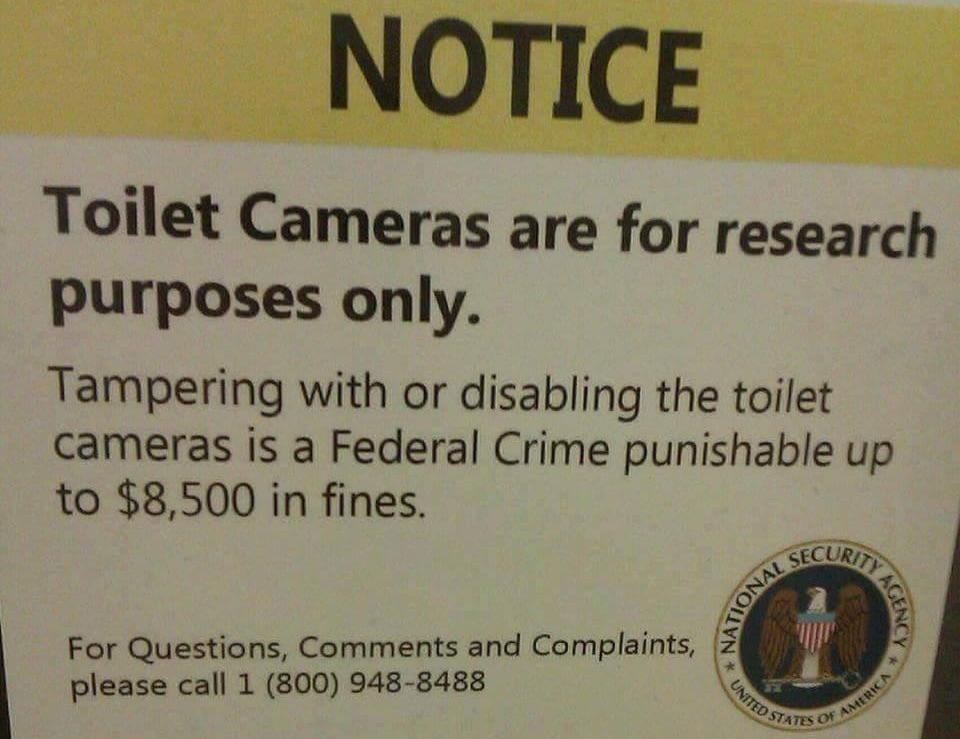 NOTICE
Toilet Cameras are for research
purposes only.
Tampering with or disabling the toilet
cameras is a Federal Crime punishable up
to $8,500 in fines.
For Questions, Comments and Complaints,
please call 1 (800) 948-8488
NATIONAL SECURITY AGENCY
UNITED STATES OF AMERICA